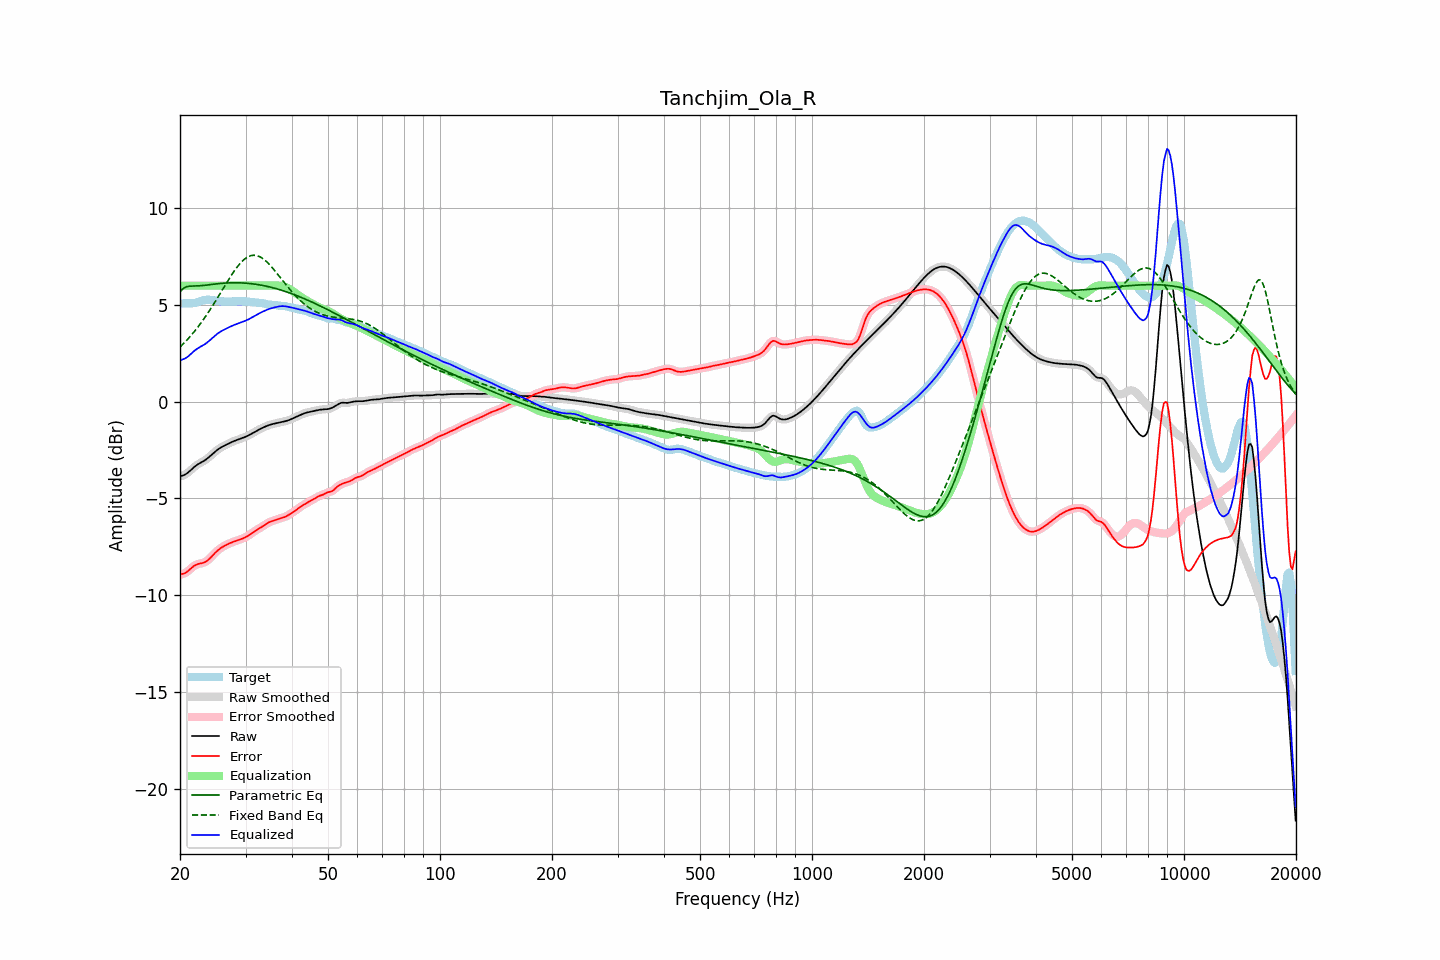 Tanchjim_Ola_R
Amplitude (dBr)
10
5
0
−5
−10
−15
−20
Target
Raw Smoothed
Error Smoothed
Raw
Error
Equalization
Parametric Eq
Fixed Band Eq
Equalized
20 50 100 200 500 1000 2000 5000 10000 20000
Frequency (Hz)